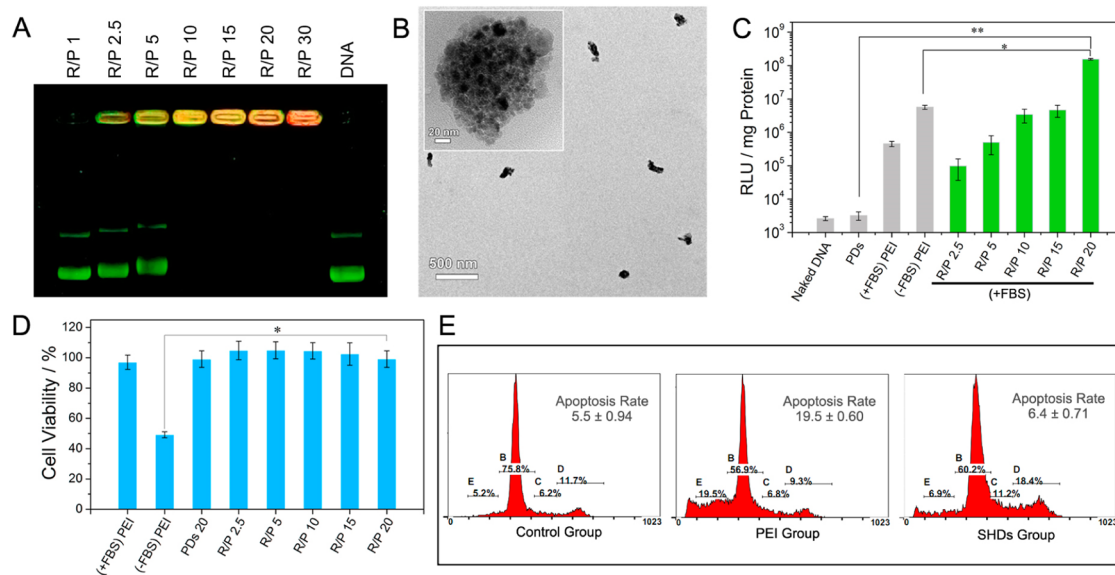 A
R/P 1
R/P 2.5
R/P 5
R/P 10
R/P 15
R/P 20
R/P 30
DNA
B
20 nm
500 nm
C
RLU / mg Protein
10⁹
10⁸
10⁷
10⁶
10⁵
10⁴
10³
**
*
Naked DNA
PDs
(+FBS) PEI
(-FBS) PEI
R/P 2.5
R/P 5
R/P 10
R/P 15
R/P 20
(+FBS)
D
Cell Viability / %
120
100
80
60
40
20
0
*
(+FBS) PEI
(-FBS) PEI
PDs 20
R/P 2.5
R/P 5
R/P 10
R/P 15
R/P 20
E
Apoptosis Rate
5.5 ± 0.94
B
75.8%
D
11.7%
E
5.2%
C
6.2%
0
1023
Control Group
Apoptosis Rate
19.5 ± 0.60
B
56.9%
D
9.3%
E
19.5%
C
6.8%
0
1023
PEI Group
Apoptosis Rate
6.4 ± 0.71
B
60.2%
D
18.4%
E
6.9%
C
11.2%
0
1023
SHDs Group